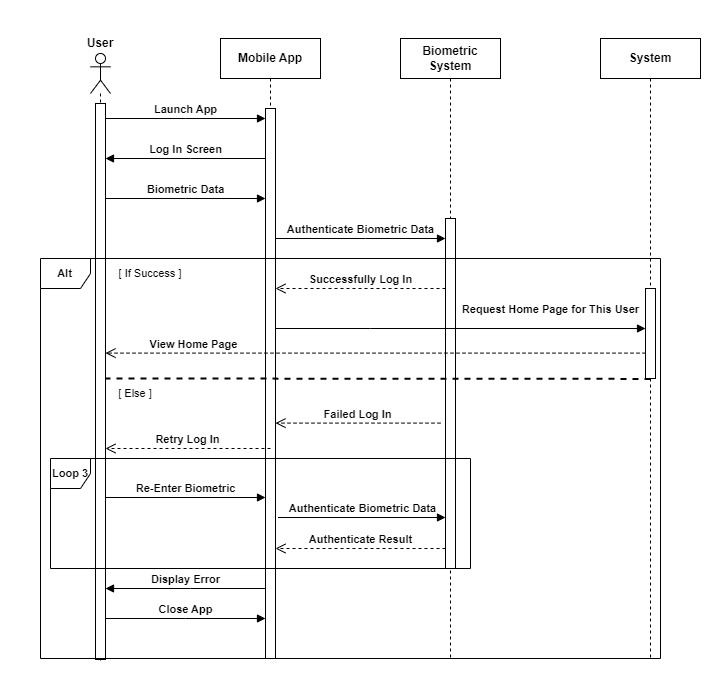 User
Mobile App
Biometric
System
System
Launch App
Log In Screen
Biometric Data
Authenticate Biometric Data
Alt
[ If Success ]
Successfully Log In
Request Home Page for This User
View Home Page
[ Else ]
Failed Log In
Retry Log In
Loop 3
Re-Enter Biometric
Authenticate Biometric Data
Authenticate Result
Display Error
Close App